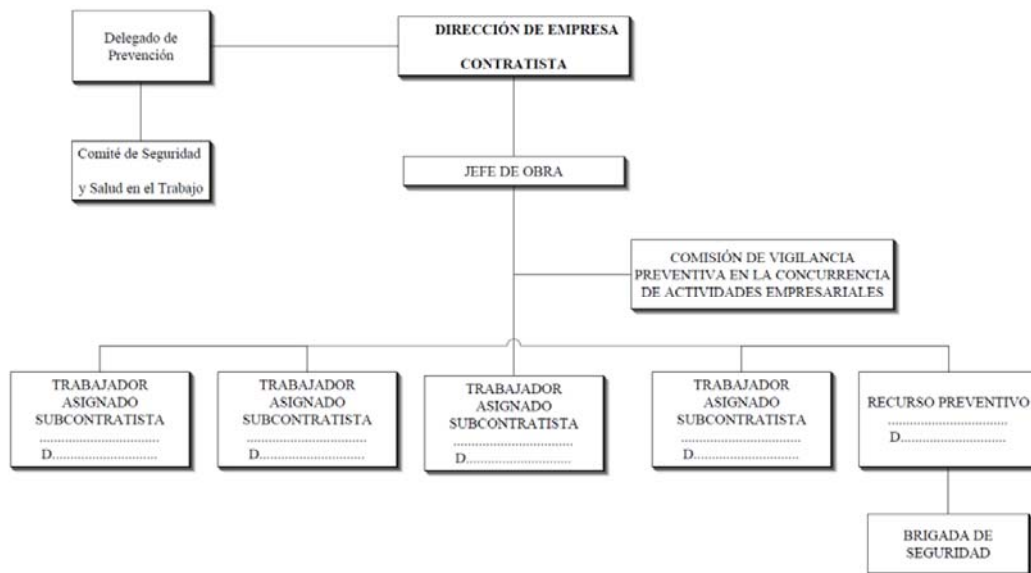 Delegado de
Prevención
DIRECCIÓN DE EMPRESA
CONTRATISTA
Comité de Seguridad
y Salud en el Trabajo
JEFE DE OBRA
COMISIÓN DE VIGILANCIA
PREVENTIVA EN LA CONCURRENCIA
DE ACTIVIDADES EMPRESARIALES
TRABAJADOR
ASIGNADO
SUBCONTRATISTA
..................................
D..............................
TRABAJADOR
ASIGNADO
SUBCONTRATISTA
..................................
D..............................
TRABAJADOR
ASIGNADO
SUBCONTRATISTA
..................................
D..............................
TRABAJADOR
ASIGNADO
SUBCONTRATISTA
..................................
D..............................
RECURSO PREVENTIVO
..................................
D..............................
BRIGADA DE
SEGURIDAD